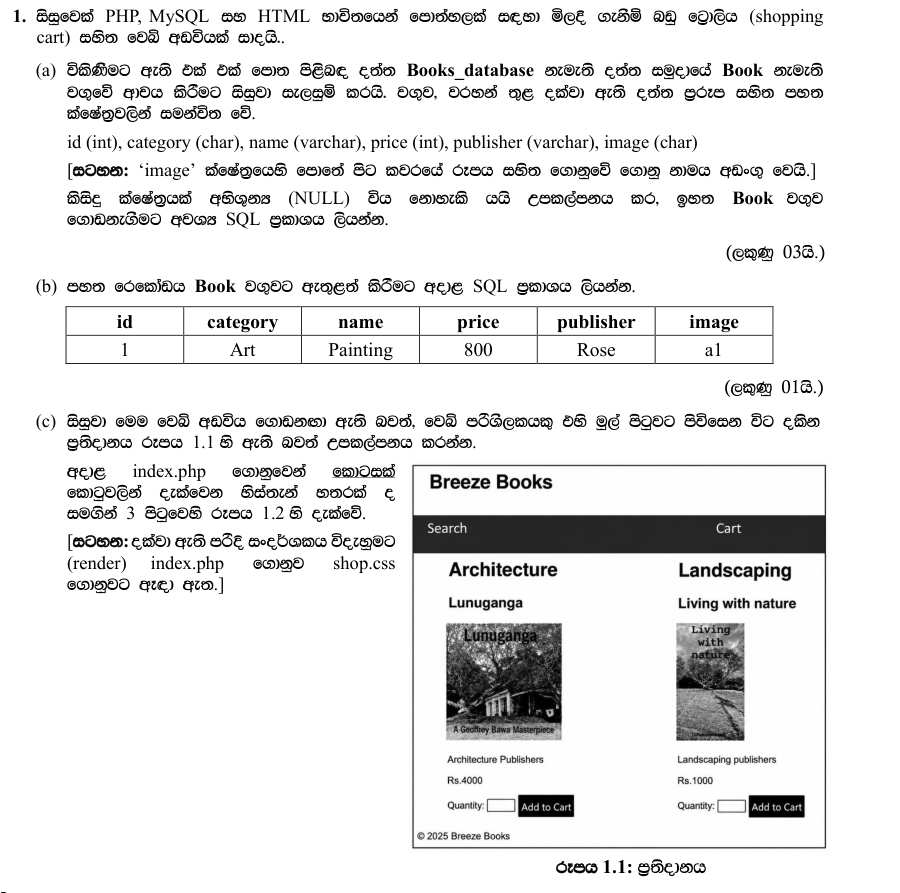 1. සිසුවෙක් PHP, MySQL සහ HTML භාවිතයෙන් පොත්හලක් සඳහා මිලදී ගැනීම් බඩු ට්‍රොලිය (shopping
cart) සහිත වෙබ් අඩවියක් සාදයි..
(a) විකිණීමට ඇති එක් එක් පොත පිළිබඳ දත්ත Books_database නැමැති දත්ත සමුදායේ Book නැමැති
වගුවේ ආචය කිරීමට සිසුවා සැලසුම් කරයි. වගුව, වරහන් තුළ දක්වා ඇති දත්ත ප්‍රරූප සහිත පහත
ක්ෂේත්‍රවලින් සමන්විත වේ.
id (int), category (char), name (varchar), price (int), publisher (varchar), image (char)
[සටහන: ‘image’ ක්ෂේත්‍රයෙහි පොතේ පිට කවරයේ රූපය සහිත ගොනුවේ ගොනු නාමය අඩංගු වෙයි.]
කිසිදු ක්ෂේත්‍රයක් අභිශුන්‍ය (NULL) විය නොහැකි යයි උපකල්පනය කර, ඉහත Book වගුව
ගොඩනැගීමට අවශ්‍ය SQL ප්‍රකාශය ලියන්න.
(ලකුණු 03යි.)
(b) පහත රෙකෝඩය Book වගුවට ඇතුළත් කිරීමට අදාළ SQL ප්‍රකාශය ලියන්න.
id category name price publisher image
1 Art Painting 800 Rose a1
(ලකුණු 01යි.)
(c) සිසුවා මෙම වෙබ් අඩවිය ගොඩනඟා ඇති බවත්, වෙබ් පරිශීලකයකු එහි මුල් පිටුවට පිවිසෙන විට දකින
ප්‍රතිදානය රූපය 1.1 හි ඇති බවත් උපකල්පනය කරන්න.
අදාළ index.php ගොනුවෙන් කොටසක්
කොටුවලින් දැක්වෙන හිස්තැන් හතරක් ද
සමගින් 3 පිටුවෙහි රූපය 1.2 හි දැක්වේ.
[සටහන: දක්වා ඇති පරිදි සංදර්ශකය විදැහුමට
(render) index.php ගොනුව shop.css
ගොනුවට ඈඳා ඇත.]
Breeze Books
Search Cart
Architecture Landscaping
Lunuganga Living with nature
Lunuganga
A Geoffrey Bawa Masterpiece
Living
with
nature
Architecture Publishers Landscaping publishers
Rs.4000 Rs.1000
Quantity: Add to Cart Quantity: Add to Cart
© 2025 Breeze Books
රූපය 1.1: ප්‍රතිදානය